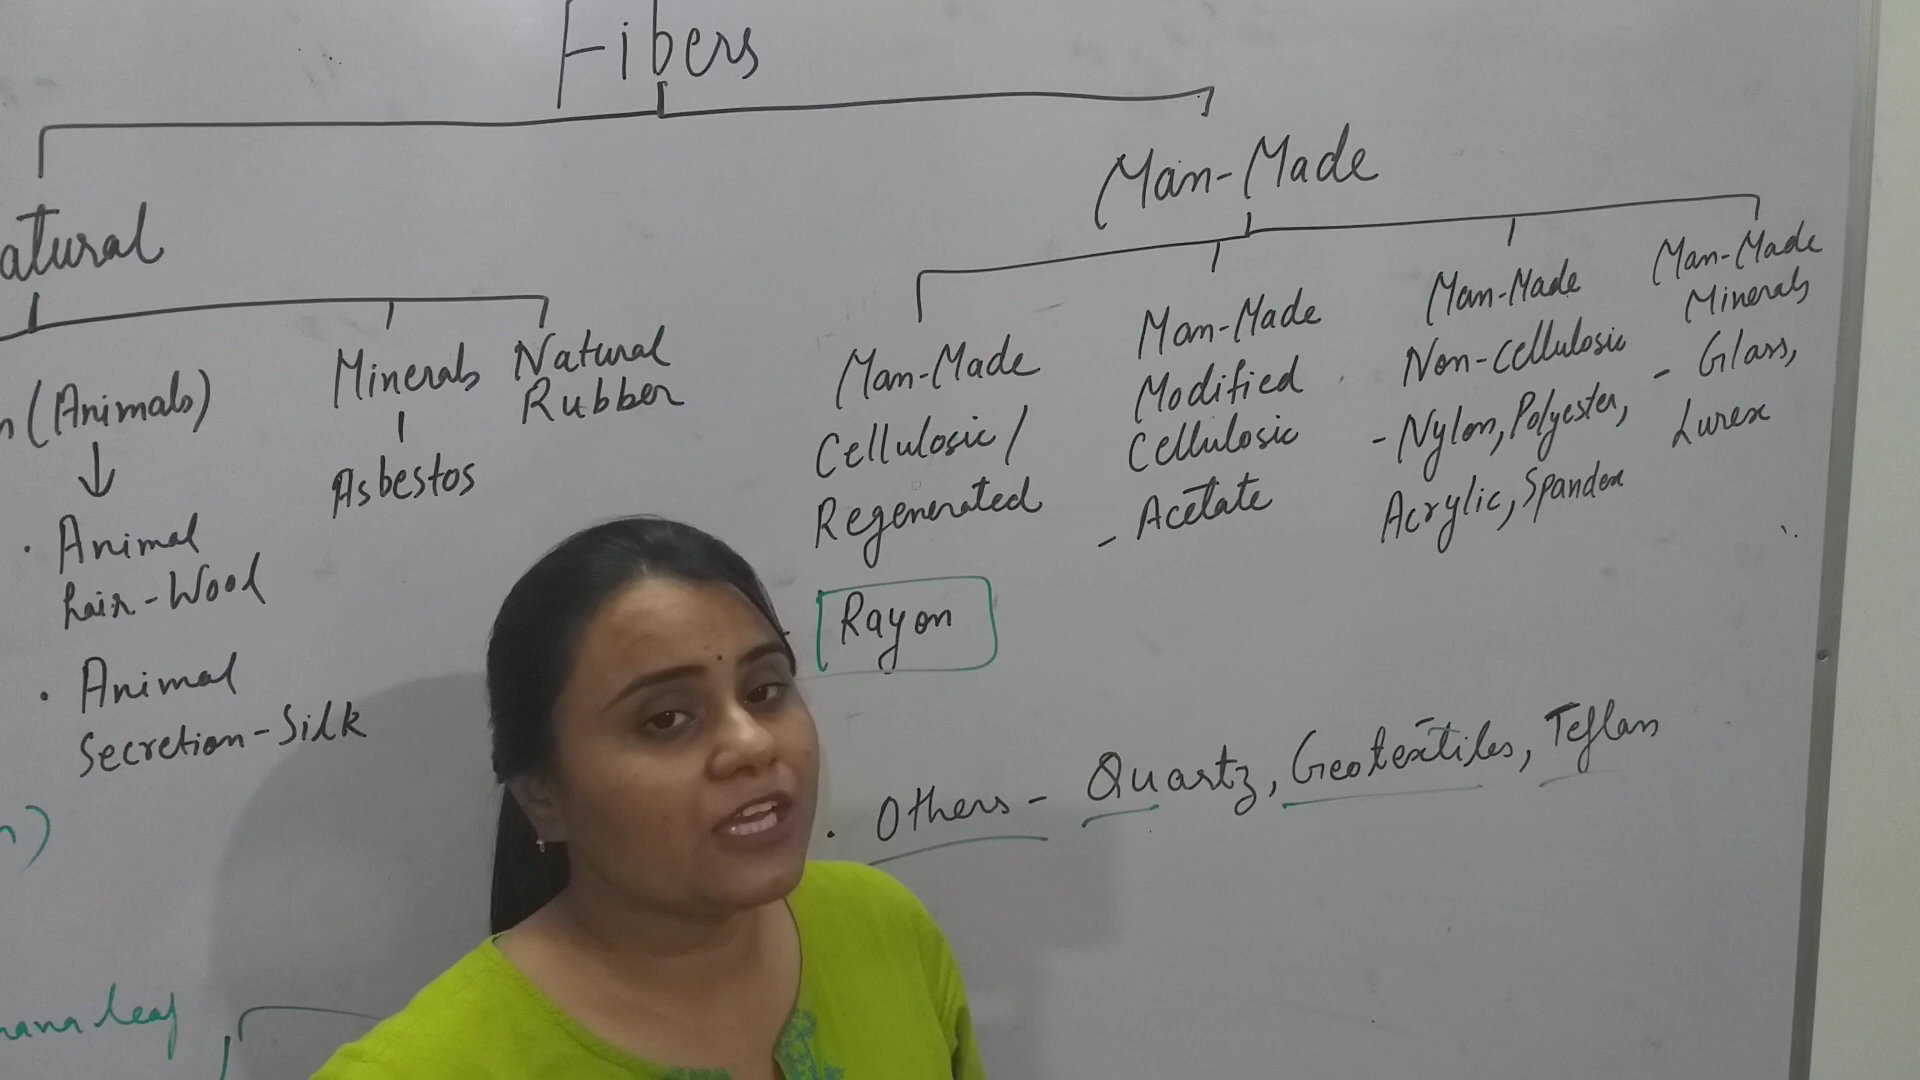 Fibers
Man-Made
atural
n (Animals)
Animal
hair - Wool
Animal
Secretion - Silk
Minerals
Asbestos
Natural
Rubber
Man-Made
Cellulosic /
Regenerated
Rayon
Man-Made
Modified
Cellulosic
- Acetate
Man-Made
Non-cellulosic
- Nylon, Polyester,
Acrylic, Spandex
Man-Made
Minerals
- Glass,
Lurex
. Others - Quartz, Geotextiles, Teflan
n)
nana leaf